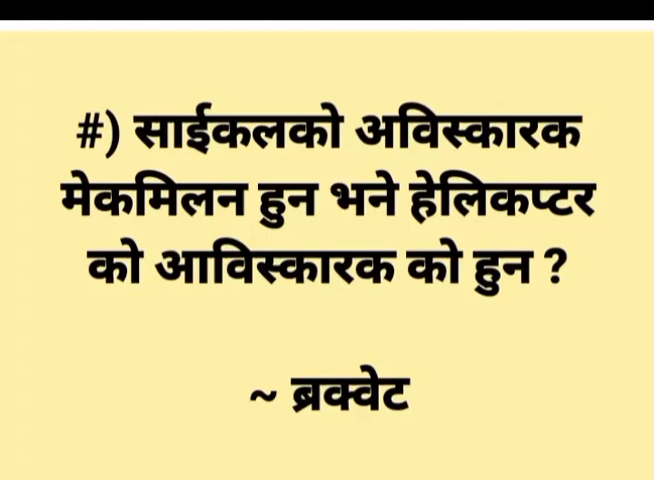 #) साईकलको अविस्कारक
मेकमिलन हुन भने हेलिकप्टर
को आविस्कारक को हुन ?
~ ब्रक्वेट